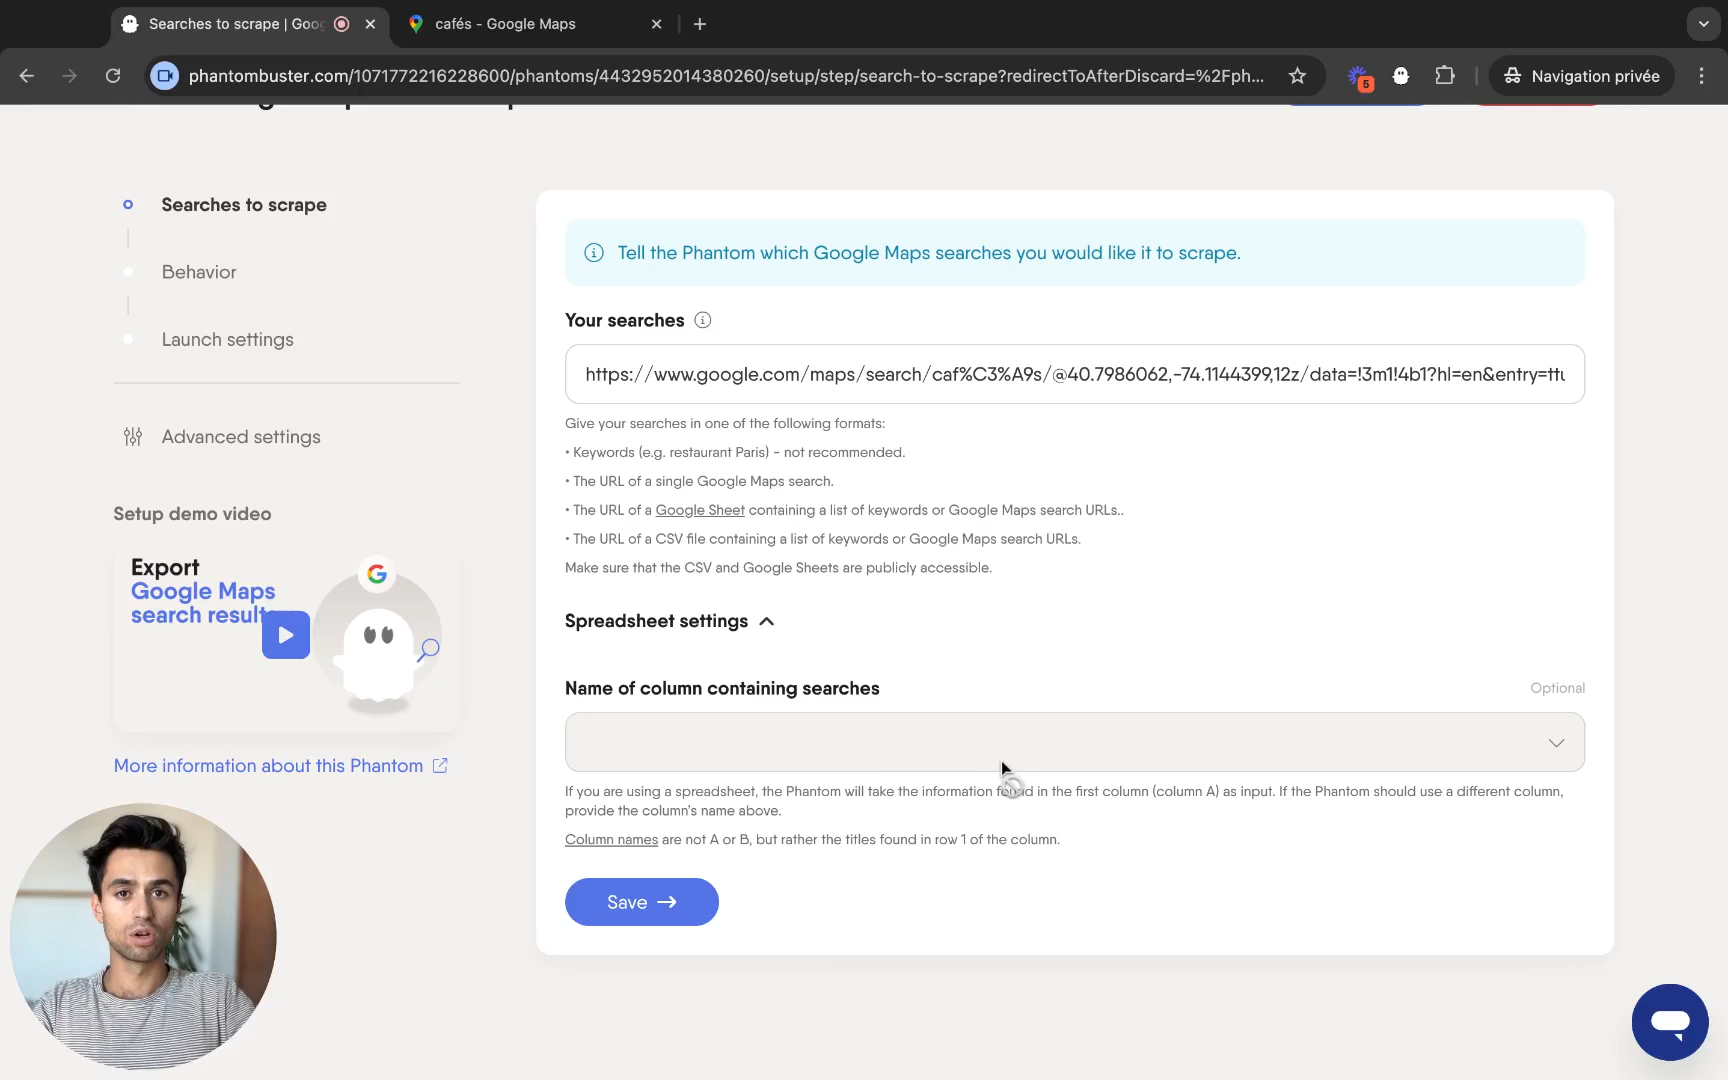 Searches to scrape | Goo
cafés - Google Maps
phantombuster.com/1071772216228600/phantoms/4432952014380260/setup/step/search-to-scrape?redirectToAfterDiscard=%2Fph...
5
Navigation privée
Searches to scrape
Behavior
Launch settings
Advanced settings
Setup demo video
Export
Google Maps
search results
More information about this Phantom
Tell the Phantom which Google Maps searches you would like it to scrape.
Your searches
https://www.google.com/maps/search/caf%C3%A9s/@40.7986062,-74.1144399,12z/data=!3m1!4b1?hl=en&entry=ttu
Give your searches in one of the following formats:
• Keywords (e.g. restaurant Paris) - not recommended.
• The URL of a single Google Maps search.
• The URL of a Google Sheet containing a list of keywords or Google Maps search URLs..
• The URL of a CSV file containing a list of keywords or Google Maps search URLs.
Make sure that the CSV and Google Sheets are publicly accessible.
Spreadsheet settings
Name of column containing searches
Optional
If you are using a spreadsheet, the Phantom will take the information found in the first column (column A) as input. If the Phantom should use a different column,
provide the column's name above.
Column names are not A or B, but rather the titles found in row 1 of the column.
Save